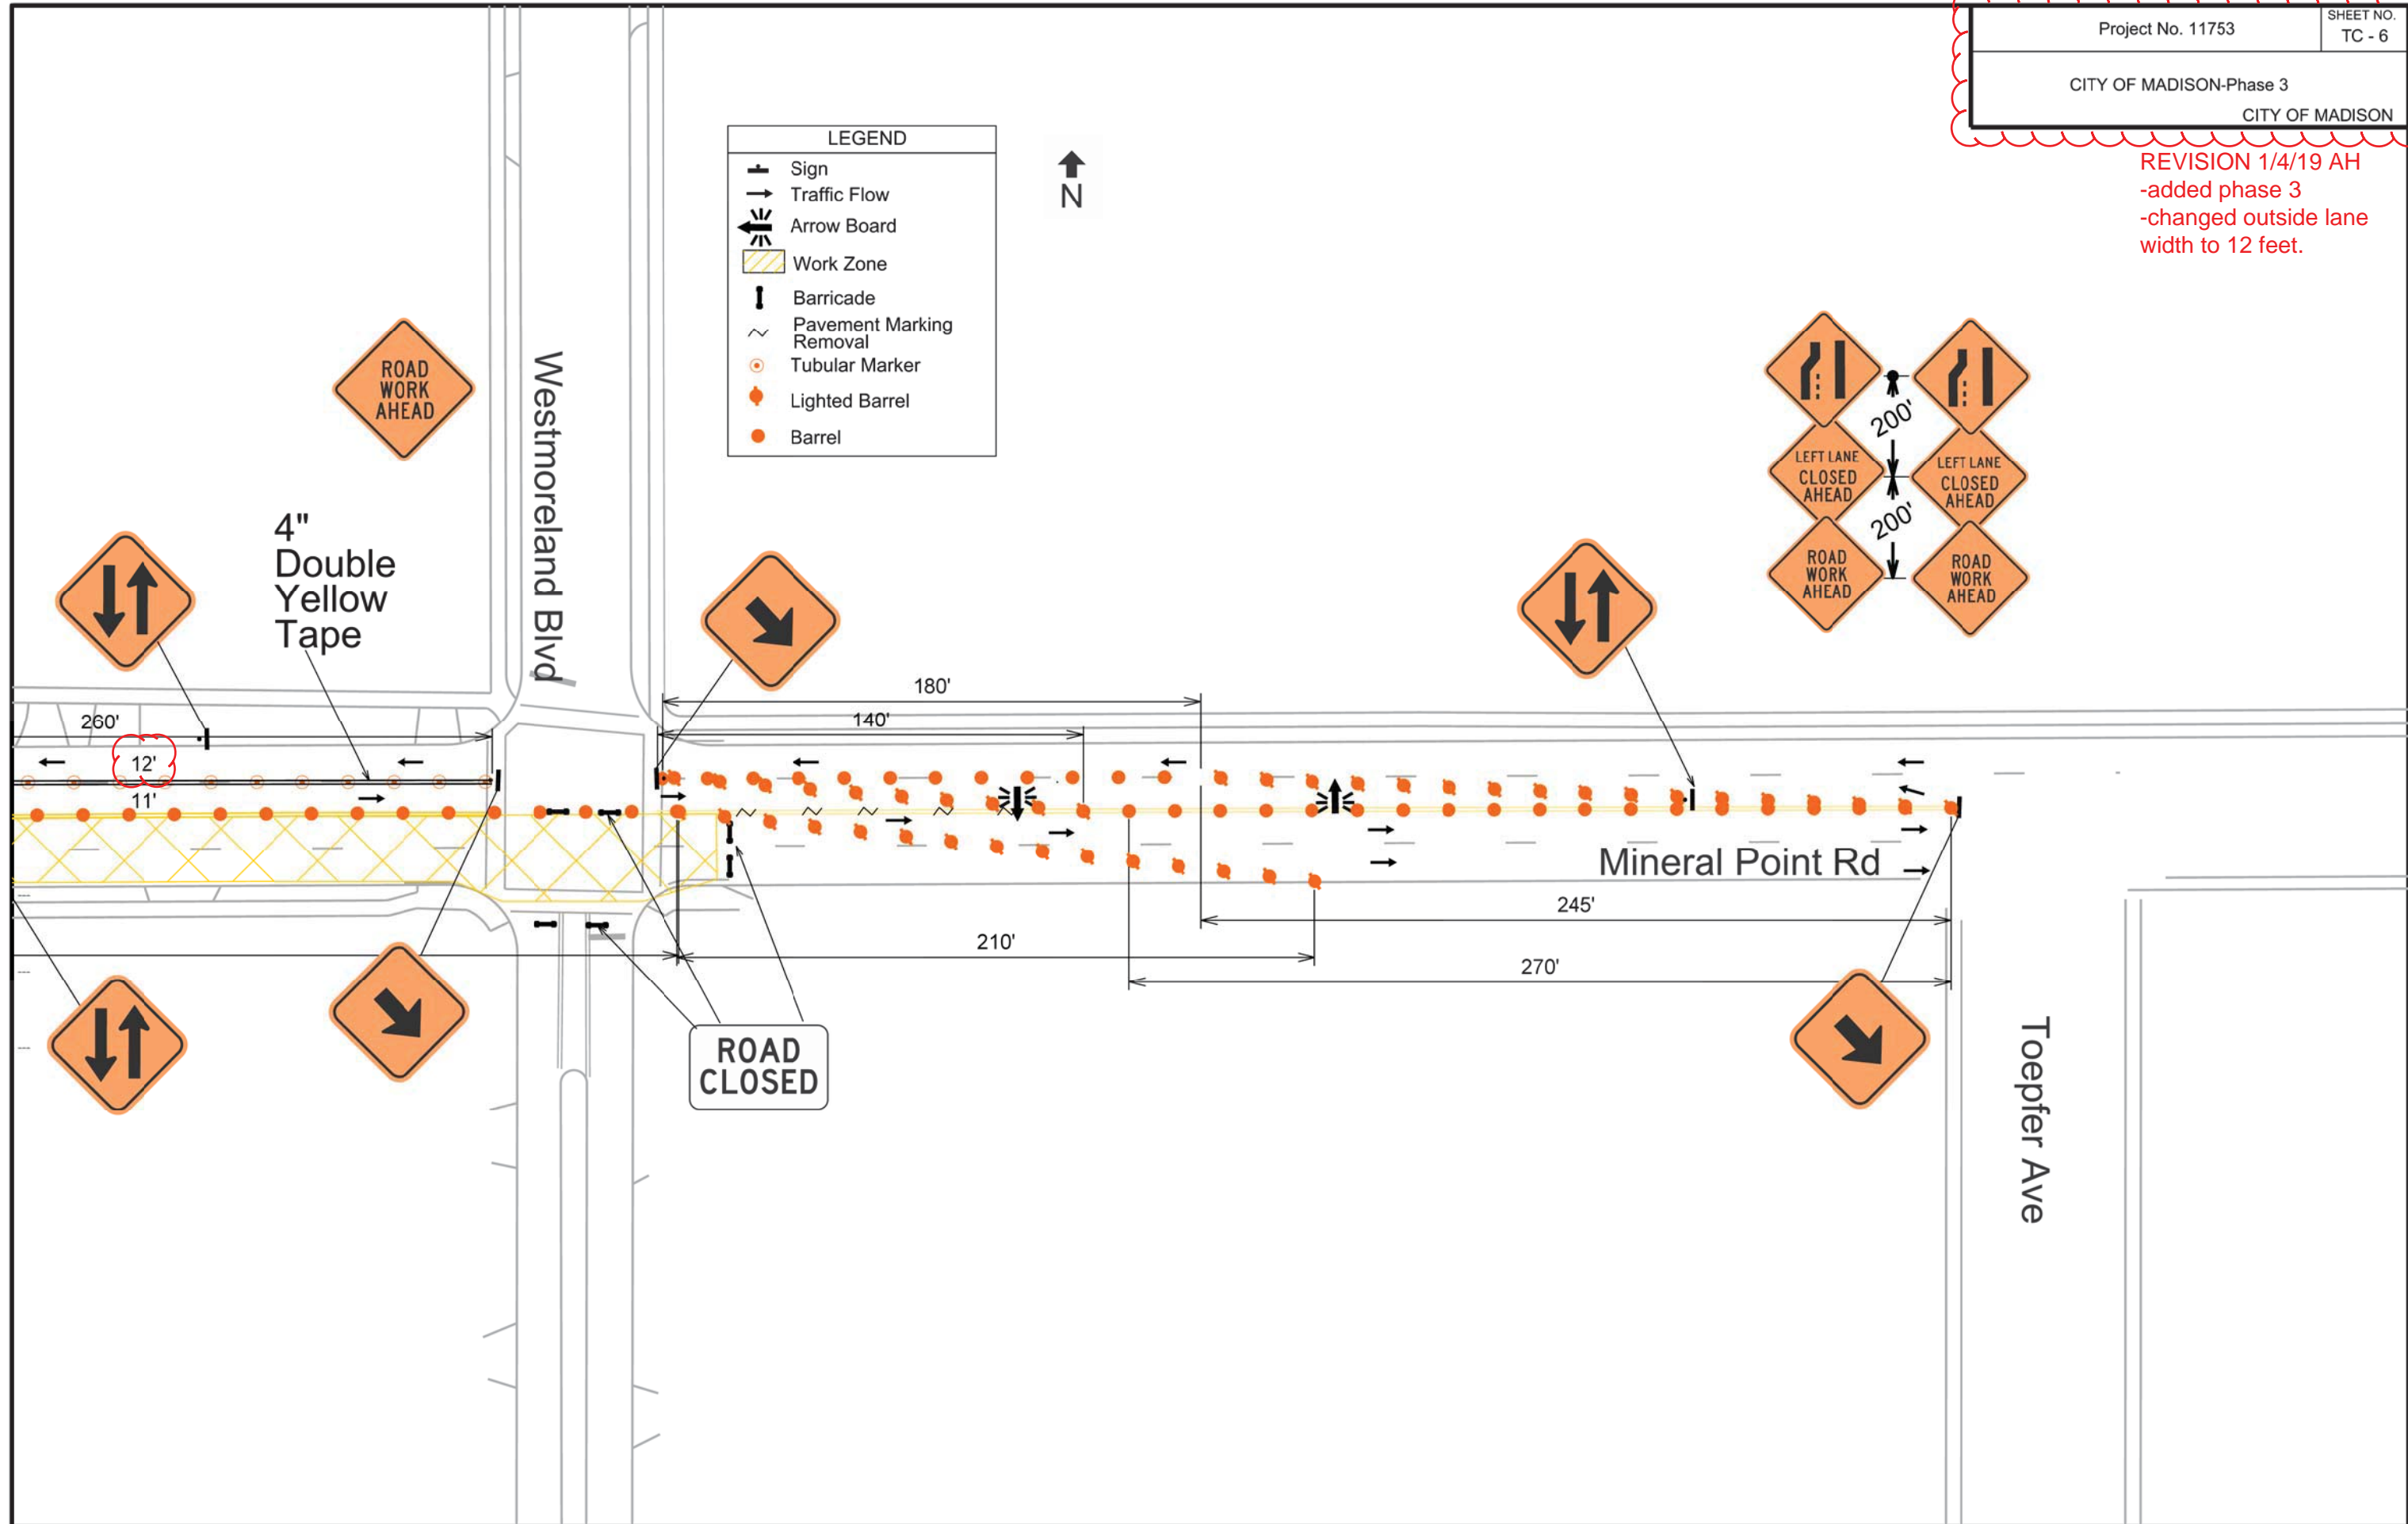 Project No. 11753
SHEET NO.
TC - 6
CITY OF MADISON-Phase 3
CITY OF MADISON
REVISION 1/4/19 AH
-added phase 3
-changed outside lane
width to 12 feet.
LEGEND
Sign
Traffic Flow
Arrow Board
Work Zone
Barricade
Pavement Marking
Removal
Tubular Marker
Lighted Barrel
Barrel
N
ROAD
WORK
AHEAD
Westmoreland Blvd
4"
Double
Yellow
Tape
200'
LEFT LANE
CLOSED
AHEAD
LEFT LANE
CLOSED
AHEAD
200'
ROAD
WORK
AHEAD
ROAD
WORK
AHEAD
180'
260'
140'
12'
11'
Mineral Point Rd
245'
210'
270'
ROAD
CLOSED
Toepfer Ave